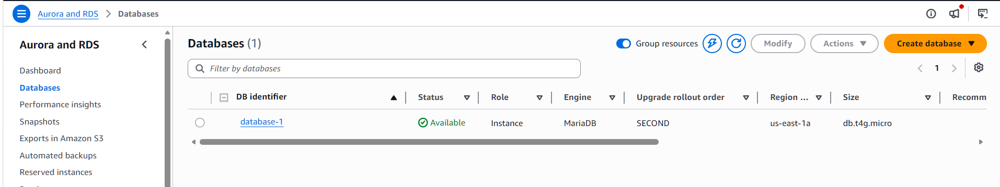 Aurora and RDS > Databases
Aurora and RDS
Dashboard
Databases
Performance insights
Snapshots
Exports in Amazon S3
Automated backups
Reserved instances
Databases (1)
Group resources
Modify
Actions
Create database
Filter by databases
1
DB identifier Status Role Engine Upgrade rollout order Region ... Size Recomm
database-1 Available Instance MariaDB SECOND us-east-1a db.t4g.micro